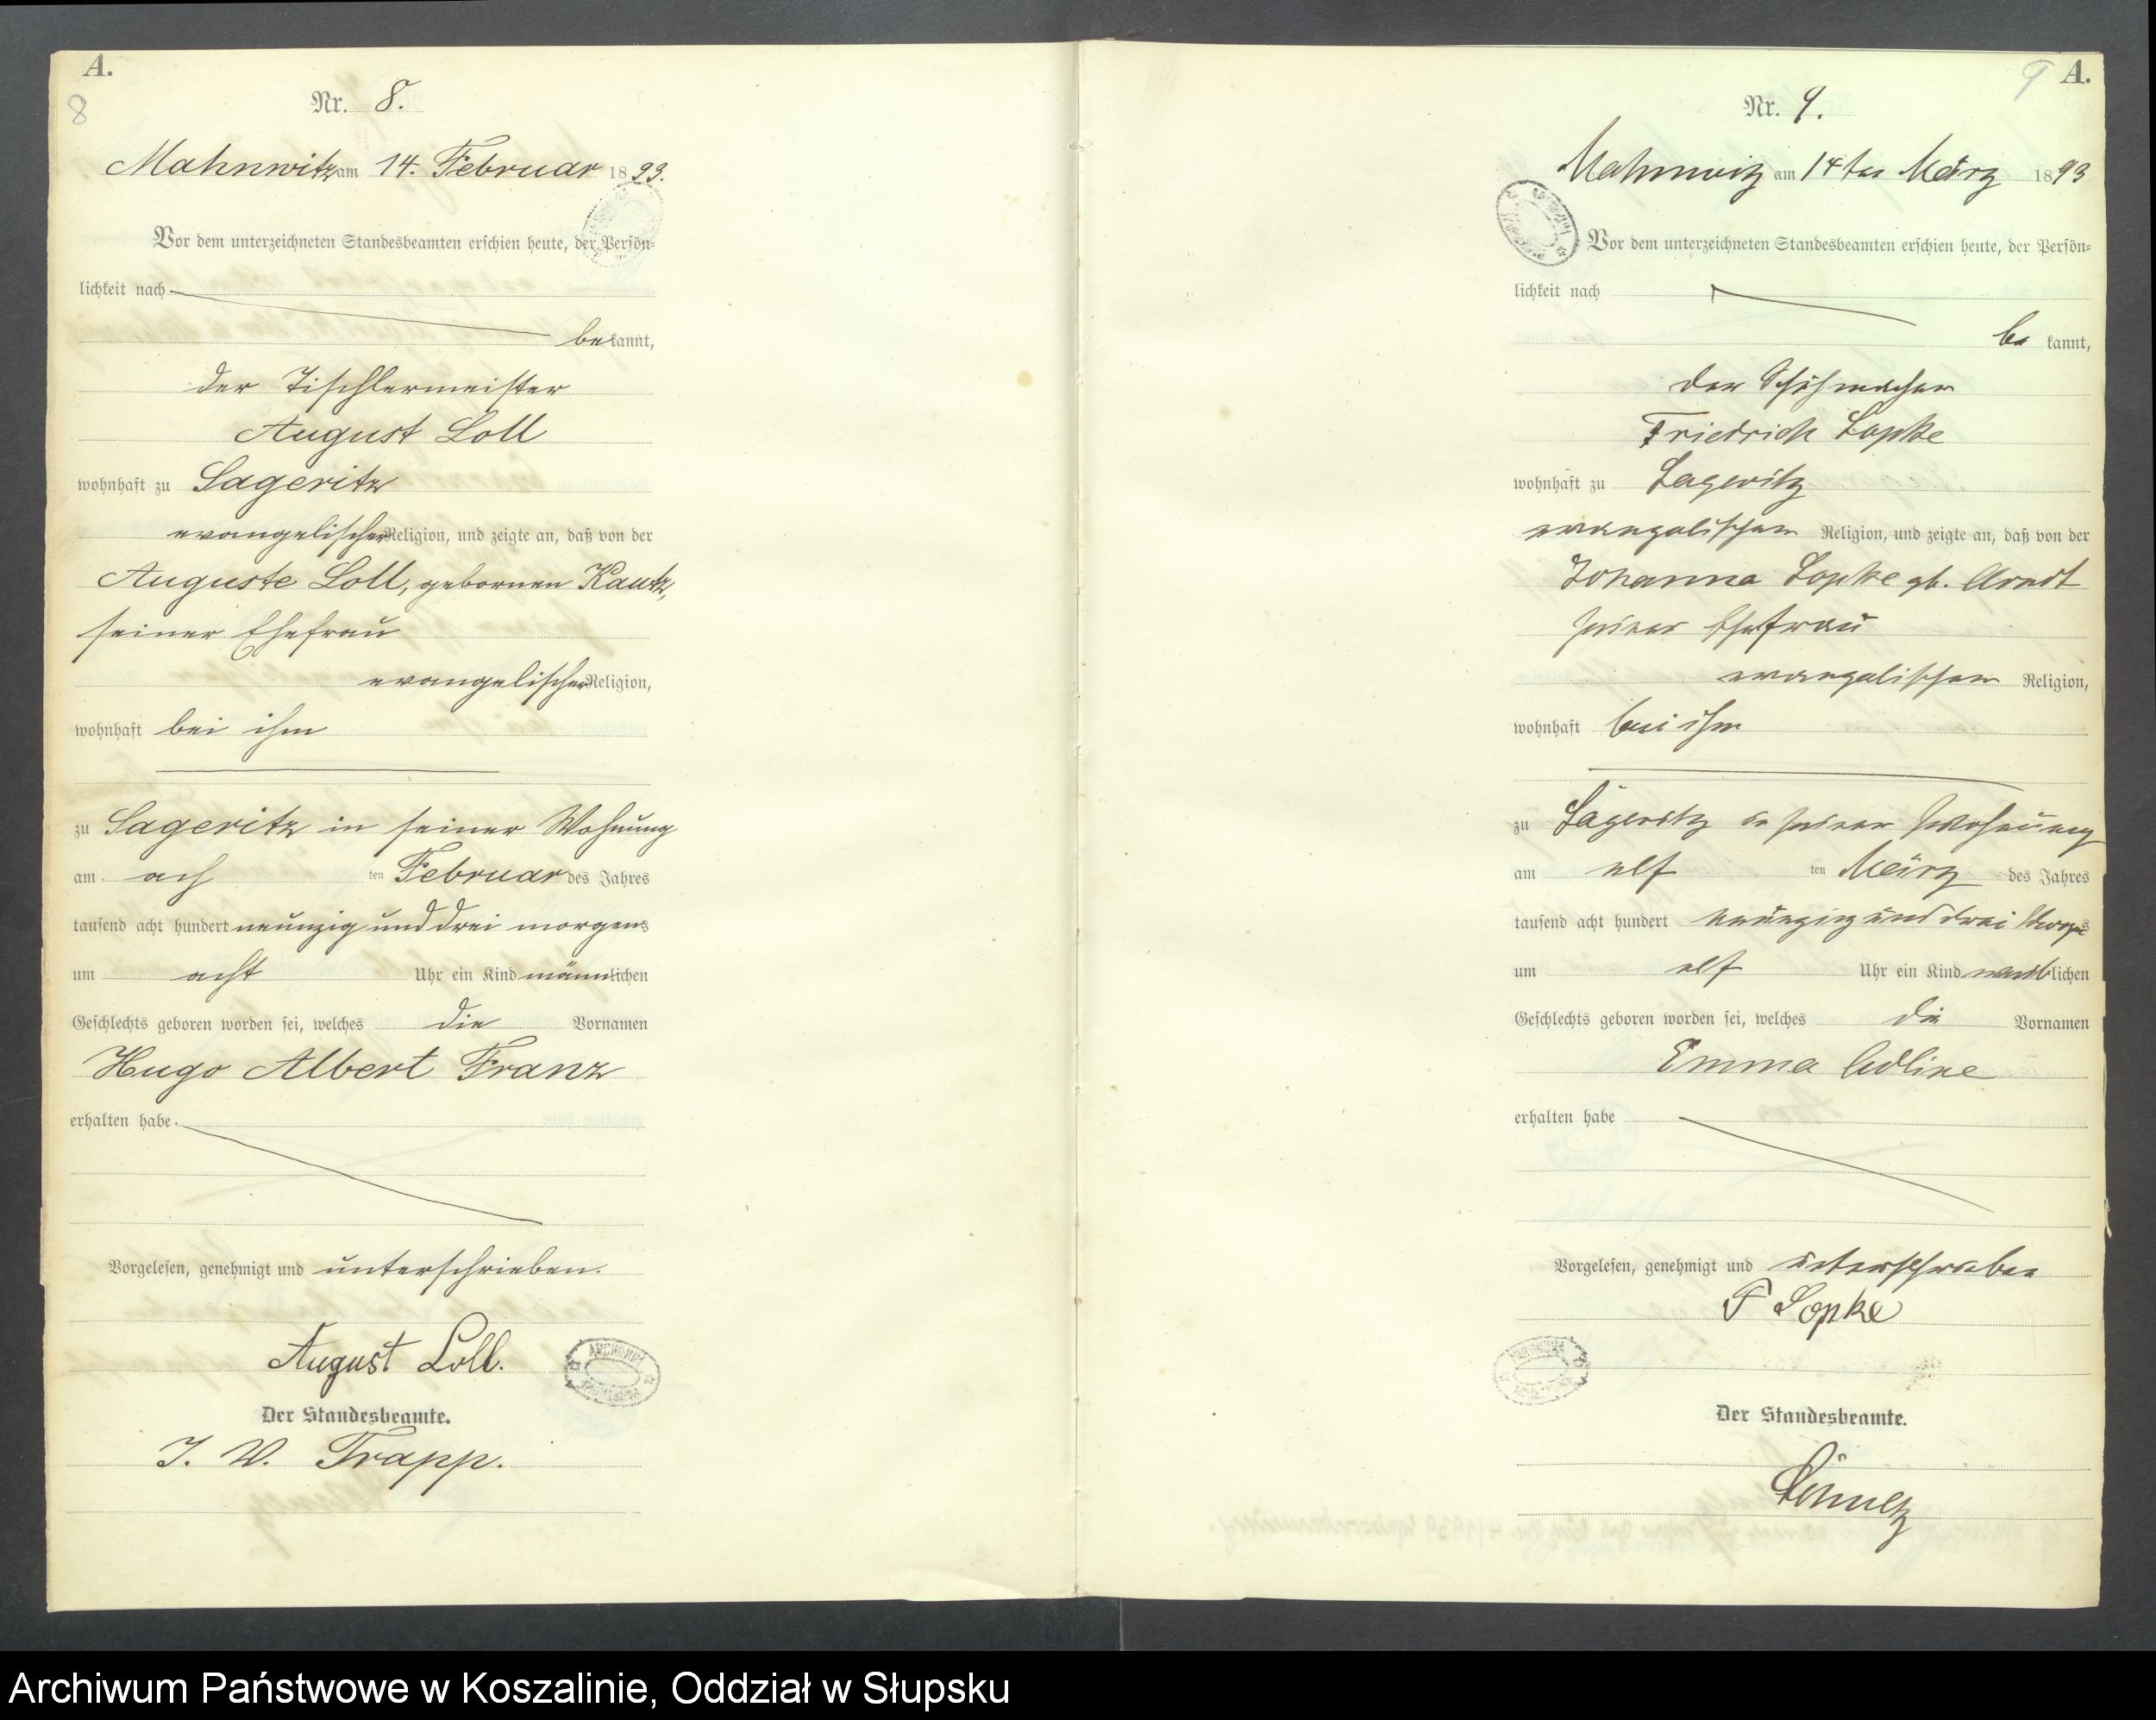 A.
8
Nr. 8.
Mahnwitz am 14. Februar 1893.
Vor dem unterzeichneten Standesbeamten erschien heute, der Persön-
lichkeit nach
bekannt,
der Tischlermeister
August Loll
wohnhaft zu Sageritz
evangelischer Religion, und zeigte an, daß von der
Auguste Loll, gebornen Kautz,
seiner Ehefrau
evangelischer Religion,
wohnhaft bei ihm
zu Sageritz in seiner Wohnung
am ach ten Februar des Jahres
tausend acht hundert neunzig und drei morgens
um acht Uhr ein Kind männlichen
Geschlechts geboren worden sei, welches die Vornamen
Hugo Albert Franz
erhalten habe.
Vorgelesen, genehmigt und unterschrieben.
August Loll.
Der Standesbeamte.
J. V. Trapp.
9 A.
Nr. 9.
Mahnwitz am 14ten März 1893
Vor dem unterzeichneten Standesbeamten erschien heute, der Persön-
lichkeit nach
be kannt,
der
Friedrich Lopke
wohnhaft zu Sageritz
evangelischen Religion, und zeigte an, daß von der
Johanna Lopke gb. Arndt
seiner Ehefrau
evangelischen Religion,
wohnhaft bei ihm
zu Sageritz in seiner Wohnung
am elf ten März des Jahres
tausend acht hundert neunzig und drei
um elf Uhr ein Kind weiblichen
Geschlechts geboren worden sei, welches die Vornamen
Emma Adline
erhalten habe
Vorgelesen, genehmigt und unterschrieben
F Lopke
Der Standesbeamte.
Archiwum Państwowe w Koszalinie, Oddział w Słupsku